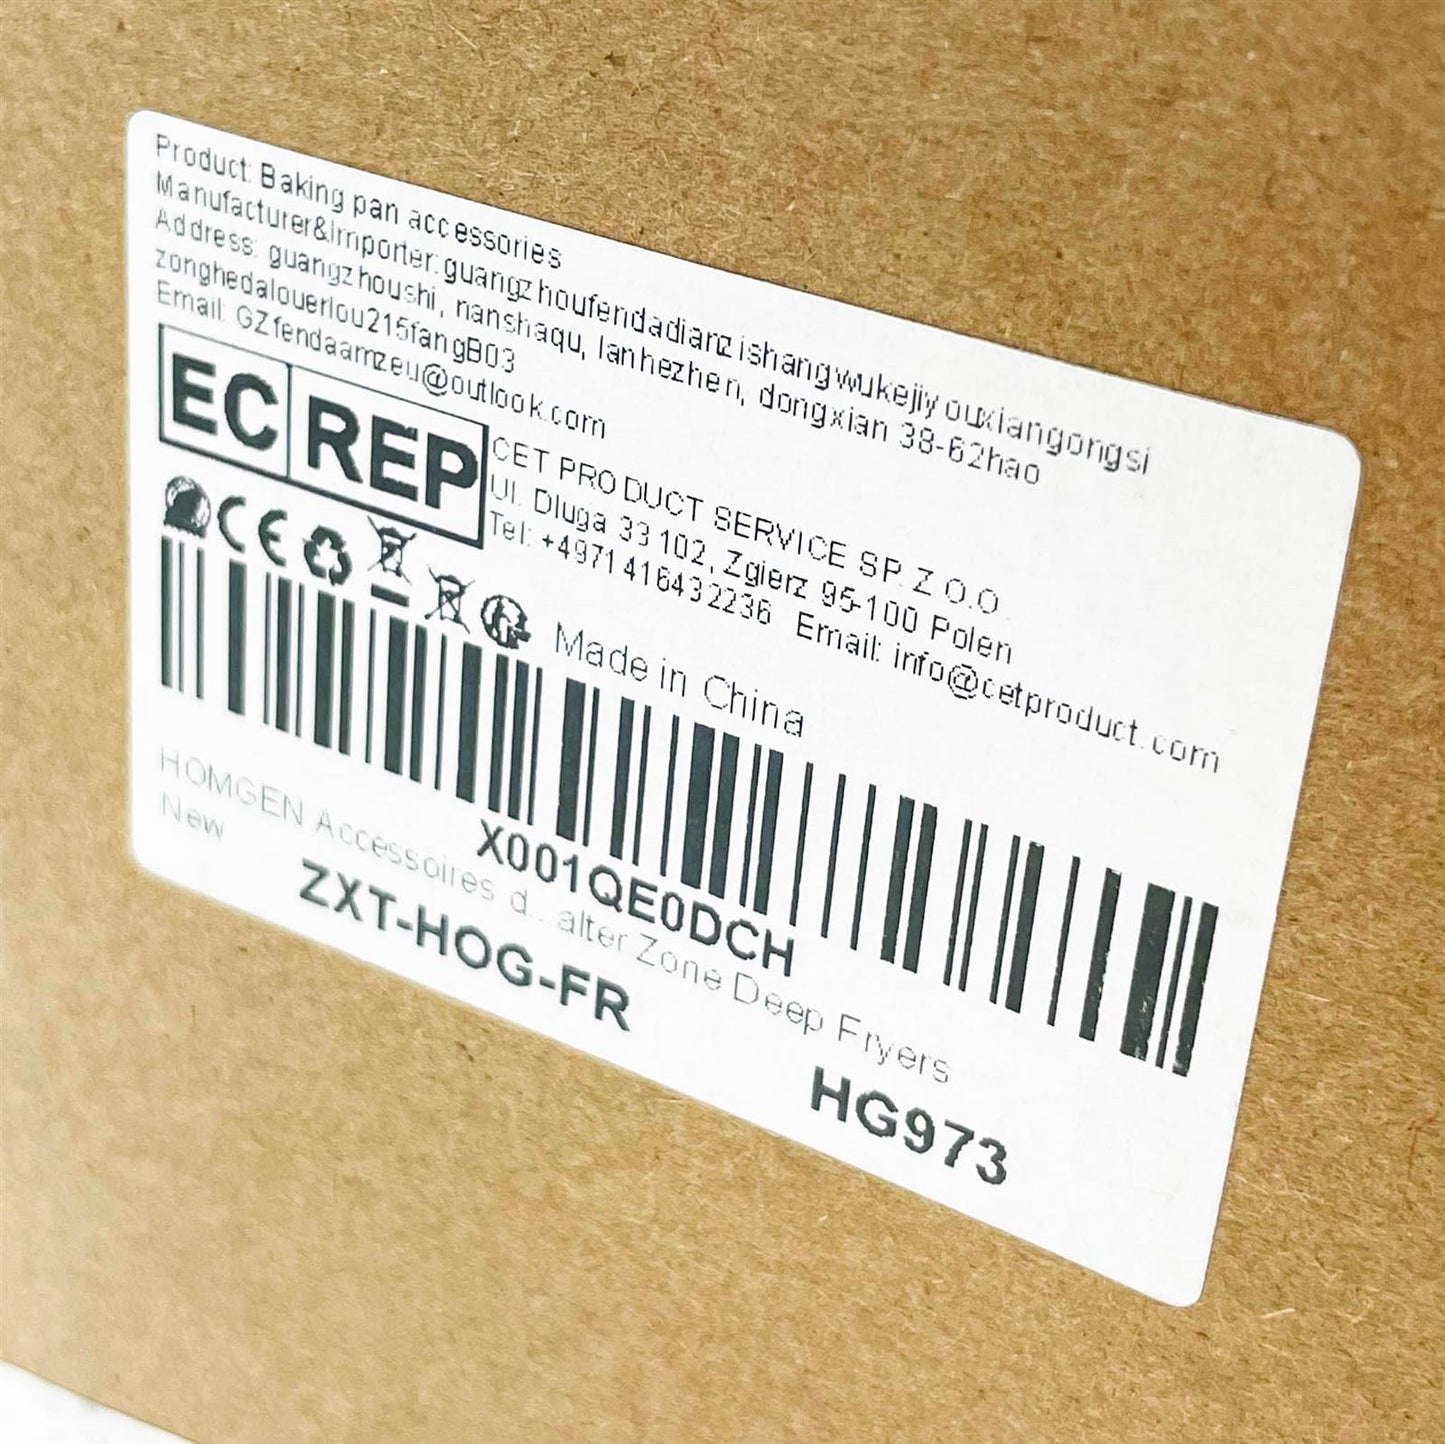 Product: Baking pan accessories
Manufacturer&Importer:guangzhoufendadianzishangwukejiyouxiangongsi
Address: guangzhoushi, nanshaqu, lanhezhen, dongxian 38-62hao
zonghedalouerlou215fangB03
Email: GZfendaamzeu@outlook.com
EC REP
CET PRODUCT SERVICE SP. Z O.O.
Ul. Dluga 33 102, Zgierz 95-100 Polen
Tel: +4971416432236 Email: info@cetproduct.com
CE Made in China
X001QE0DCH
HOMGEN Accessoires d...alter Zone Deep Fryers
New
ZXT-HOG-FR HG973